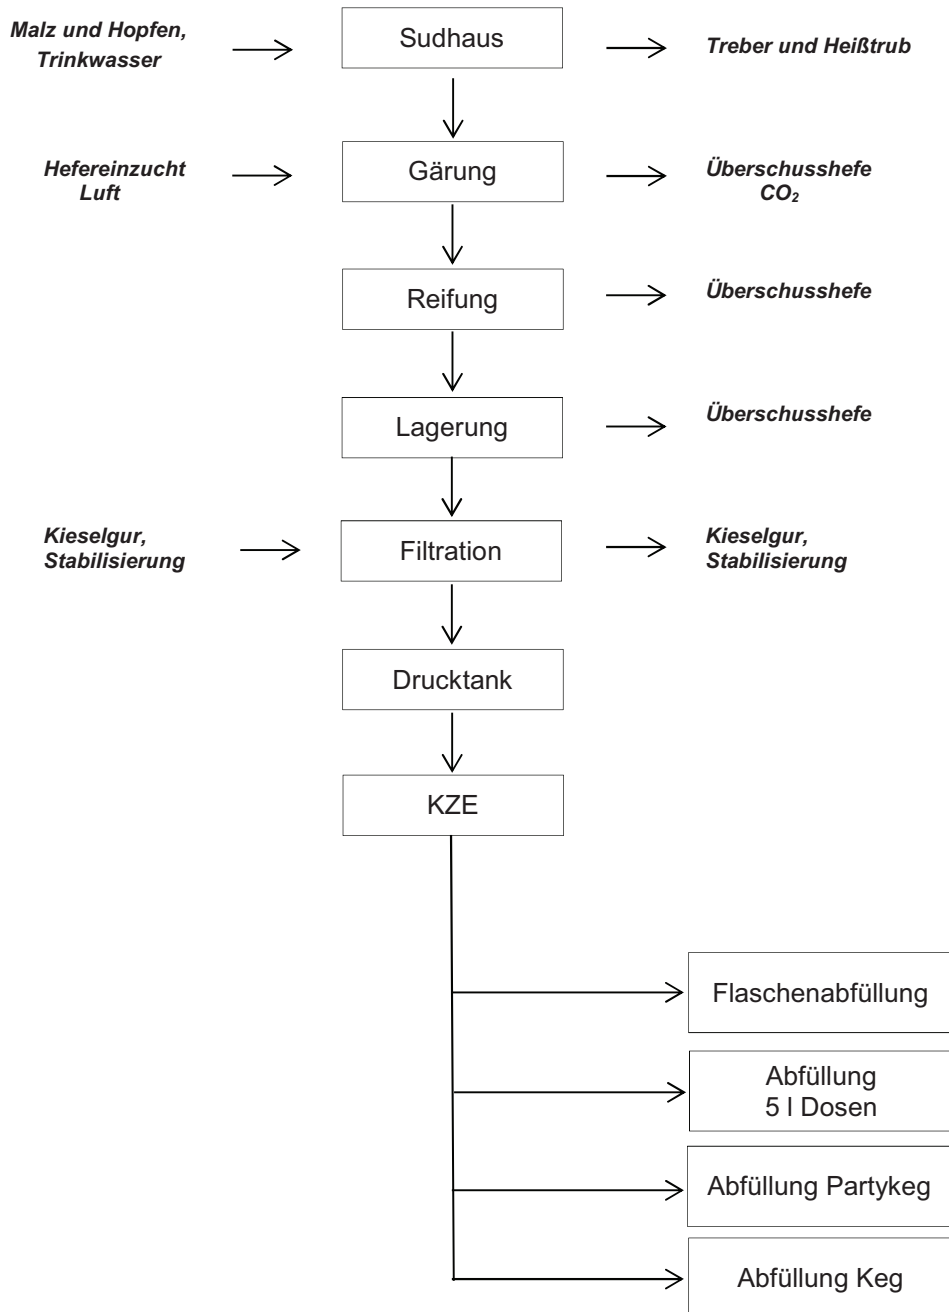 Malz und Hopfen,
Trinkwasser
Sudhaus
Treber und Heißtrub
Hefereinzucht
Luft
Gärung
Überschusshefe
CO₂
Reifung
Überschusshefe
Lagerung
Überschusshefe
Kieselgur,
Stabilisierung
Filtration
Kieselgur,
Stabilisierung
Drucktank
KZE
Flaschenabfüllung
Abfüllung
5 l Dosen
Abfüllung Partykeg
Abfüllung Keg